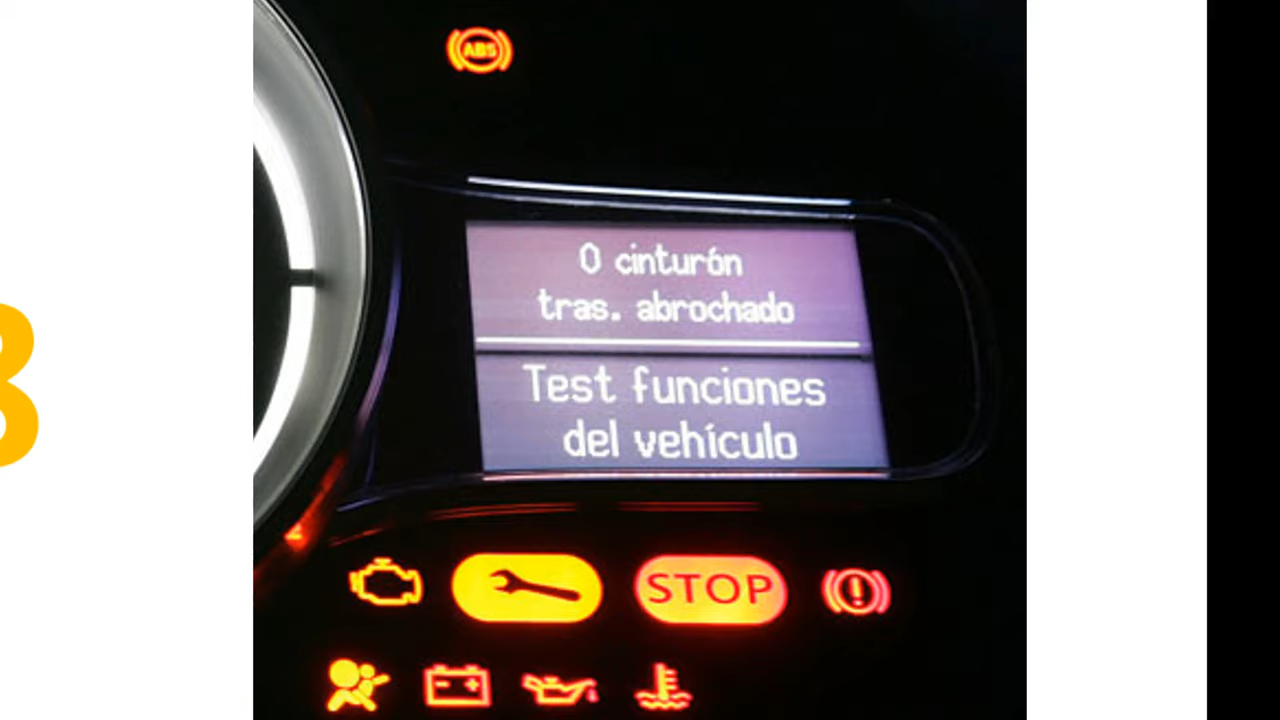 ABS
0 cinturón
tras. abrochado
Test funciones
del vehículo
STOP